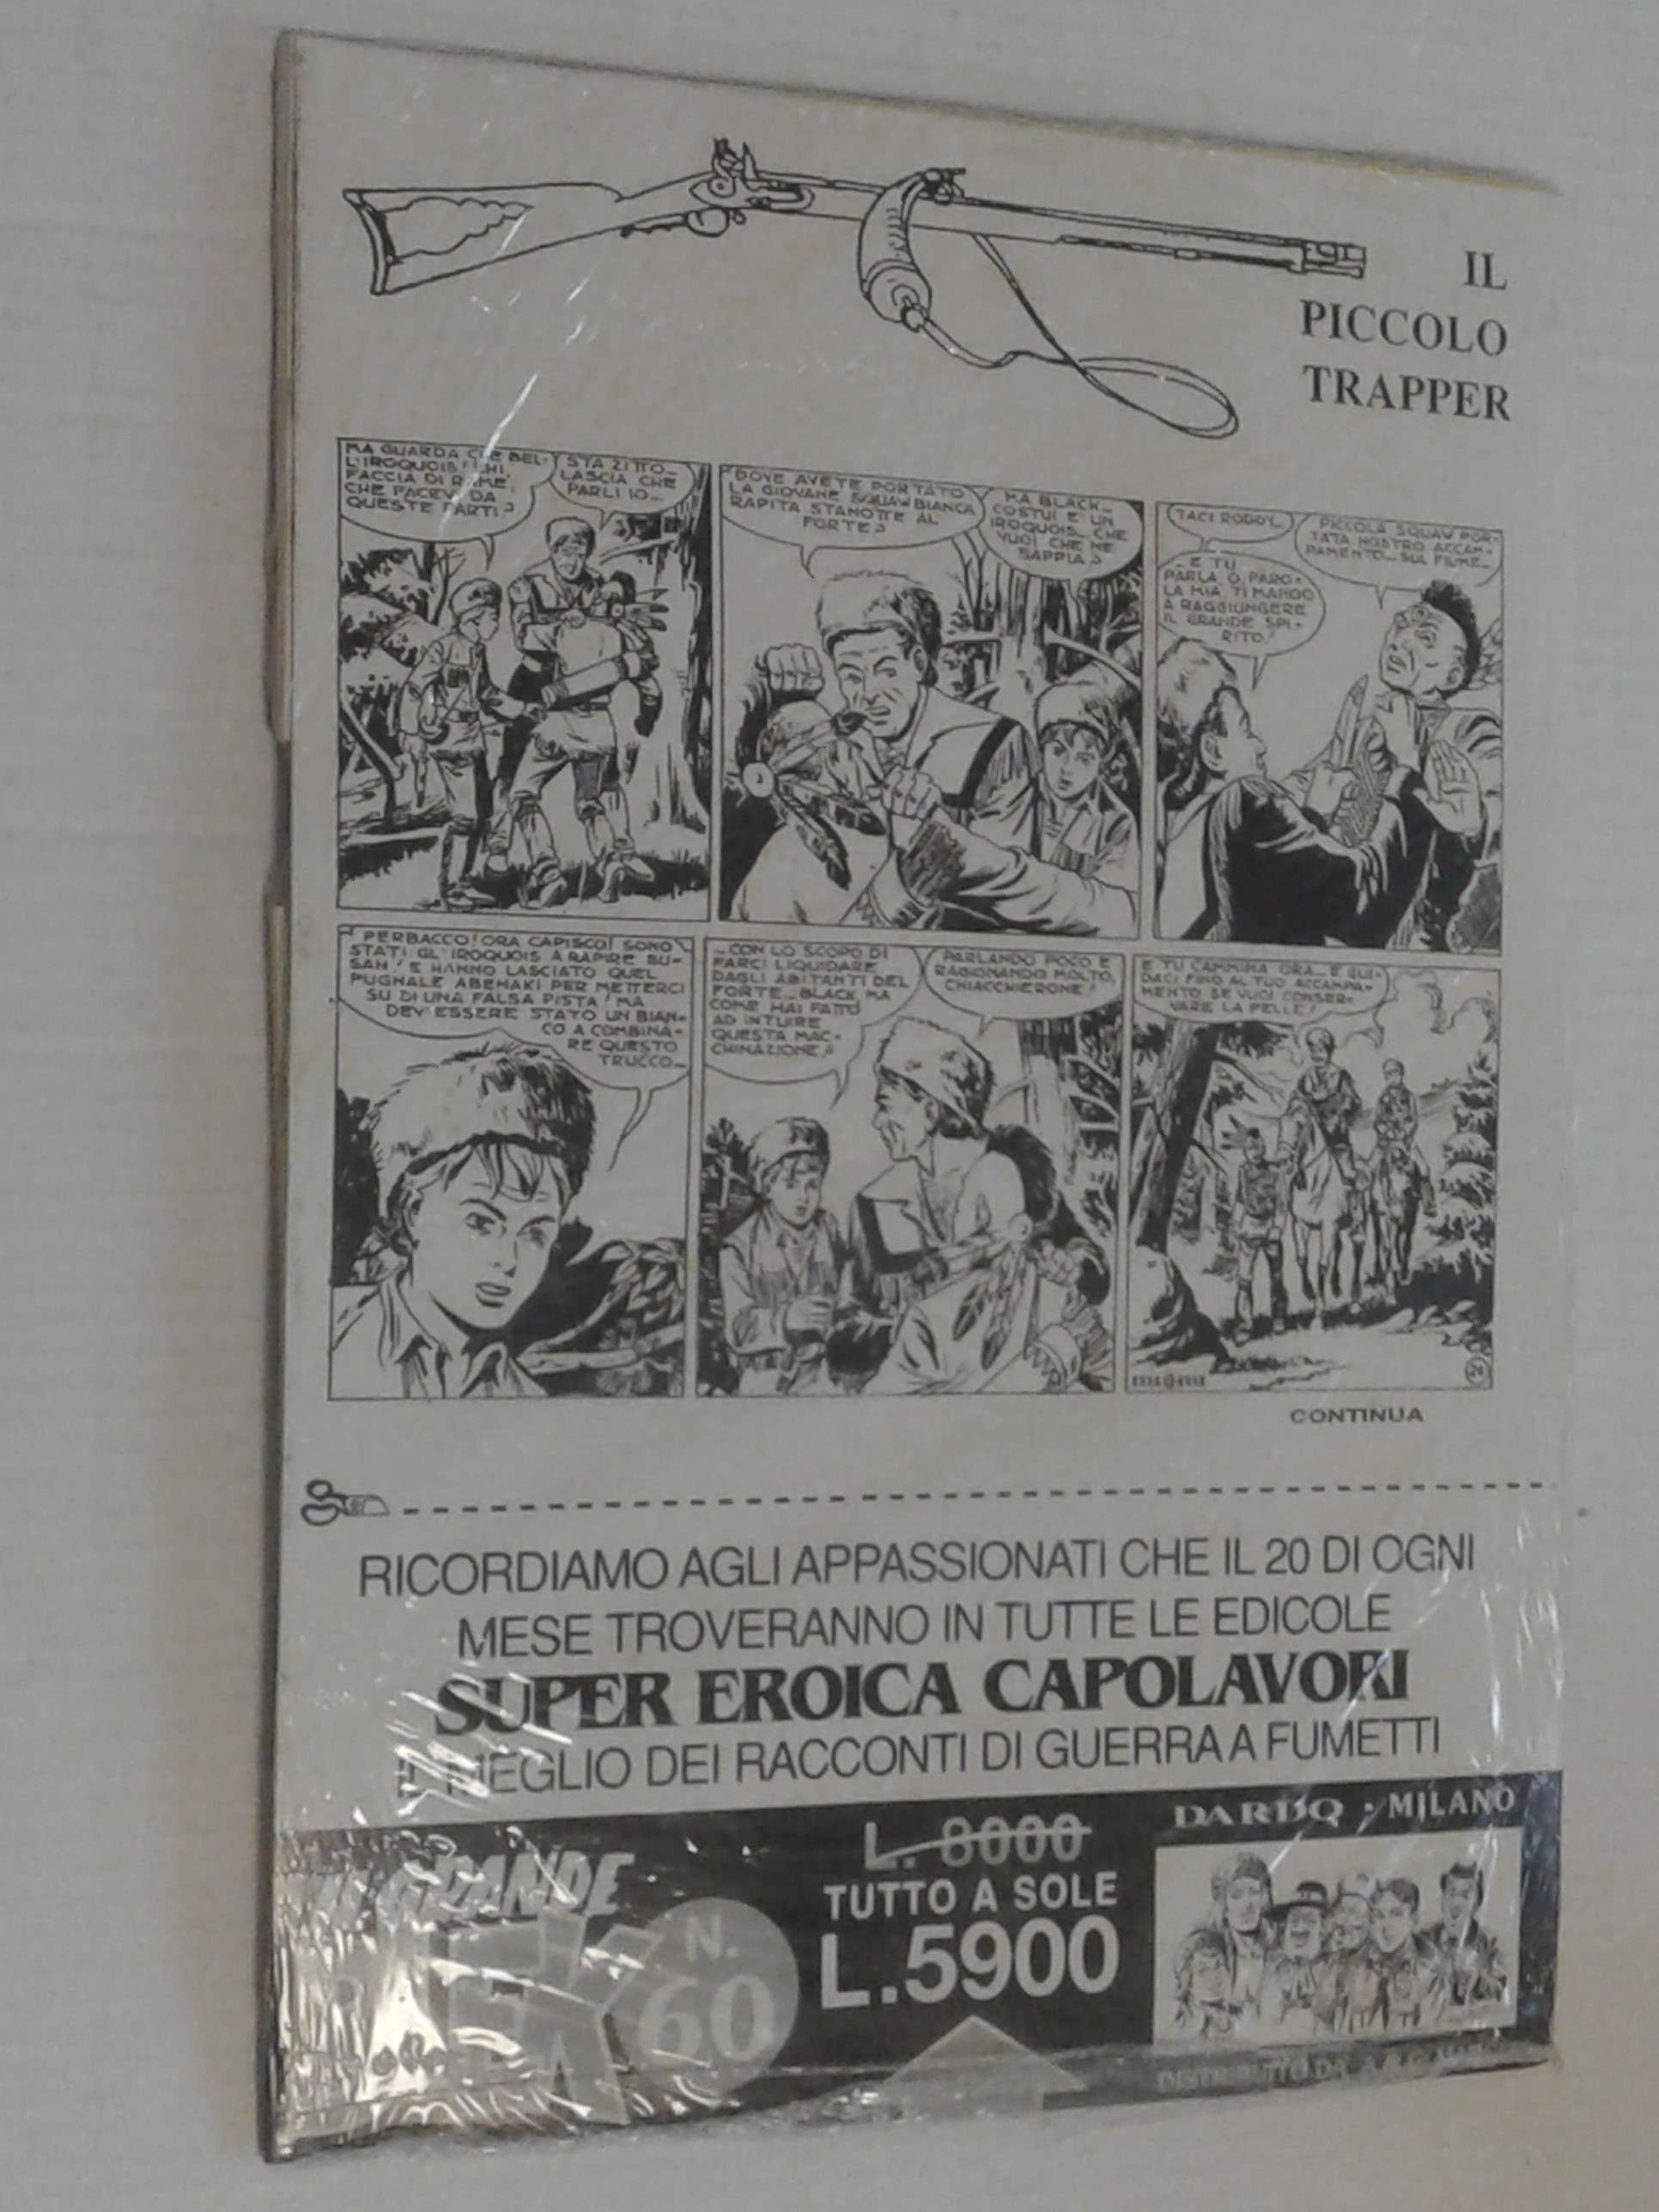 IL
PICCOLO
TRAPPER
MA GUARDA CHE BEL-
L'IROQUOIS! CHI
FACCIA DI RAME,
CHE FACEVI DA
QUESTE PARTI?
STA ZITTO...
LASCIA CHE
PARLI IO...
DOVE AVETE PORTATO
LA GIOVANE SQUAW BIANCA
RAPITA STANOTTE AL
FORTE?
MA BLACK...
COSTUI E' UN
IROQUOIS... CHE
VUOI CHE NE
SAPPIA?
TACI RODDY...
... E TU
PARLA, O, PARO-
LA MIA, TI MANDO
A RAGGIUNGERE
IL GRANDE SPI-
RITO!
PICCOLA SQUAW POR-
TATA NOSTRO ACCAM-
PAMENTO... SUL FIUME...
PERBACCO! ORA CAPISCO! SONO
STATI GL'IROQUOIS A RAPIRE SU-
SAN! E HANNO LASCIATO QUEL
PUGNALE ABENAKI PER METTERCI
SU DI UNA FALSA PISTA! MA
DEV'ESSERE STATO UN BIAN-
CO A COMBINA-
RE QUESTO
TRUCCO...
... CON LO SCOPO DI
FARCI LIQUIDARE
DAGLI ABITANTI DEL
FORTE... BLACK, MA
COME HAI FATTO
AD INTUIRE
QUESTA MAC-
CHINAZIONE?
PARLANDO POCO E
RAGIONANDO MOLTO,
CHIACCHIERONE!
E TU CAMMINA ORA... E GUI-
DACI FINO AL TUO ACCAMPA-
MENTO SE VUOI CONSER-
VARE LA PELLE!
CONTINUA
RICORDIAMO AGLI APPASSIONATI CHE IL 20 DI OGNI
MESE TROVERANNO IN TUTTE LE EDICOLE
SUPER EROICA CAPOLAVORI
IL MEGLIO DEI RACCONTI DI GUERRA A FUMETTI
GRANDE
N.
60
L. 8000
TUTTO A SOLE
L.5900
DARDO - MILANO
DISTRIBUITO DA